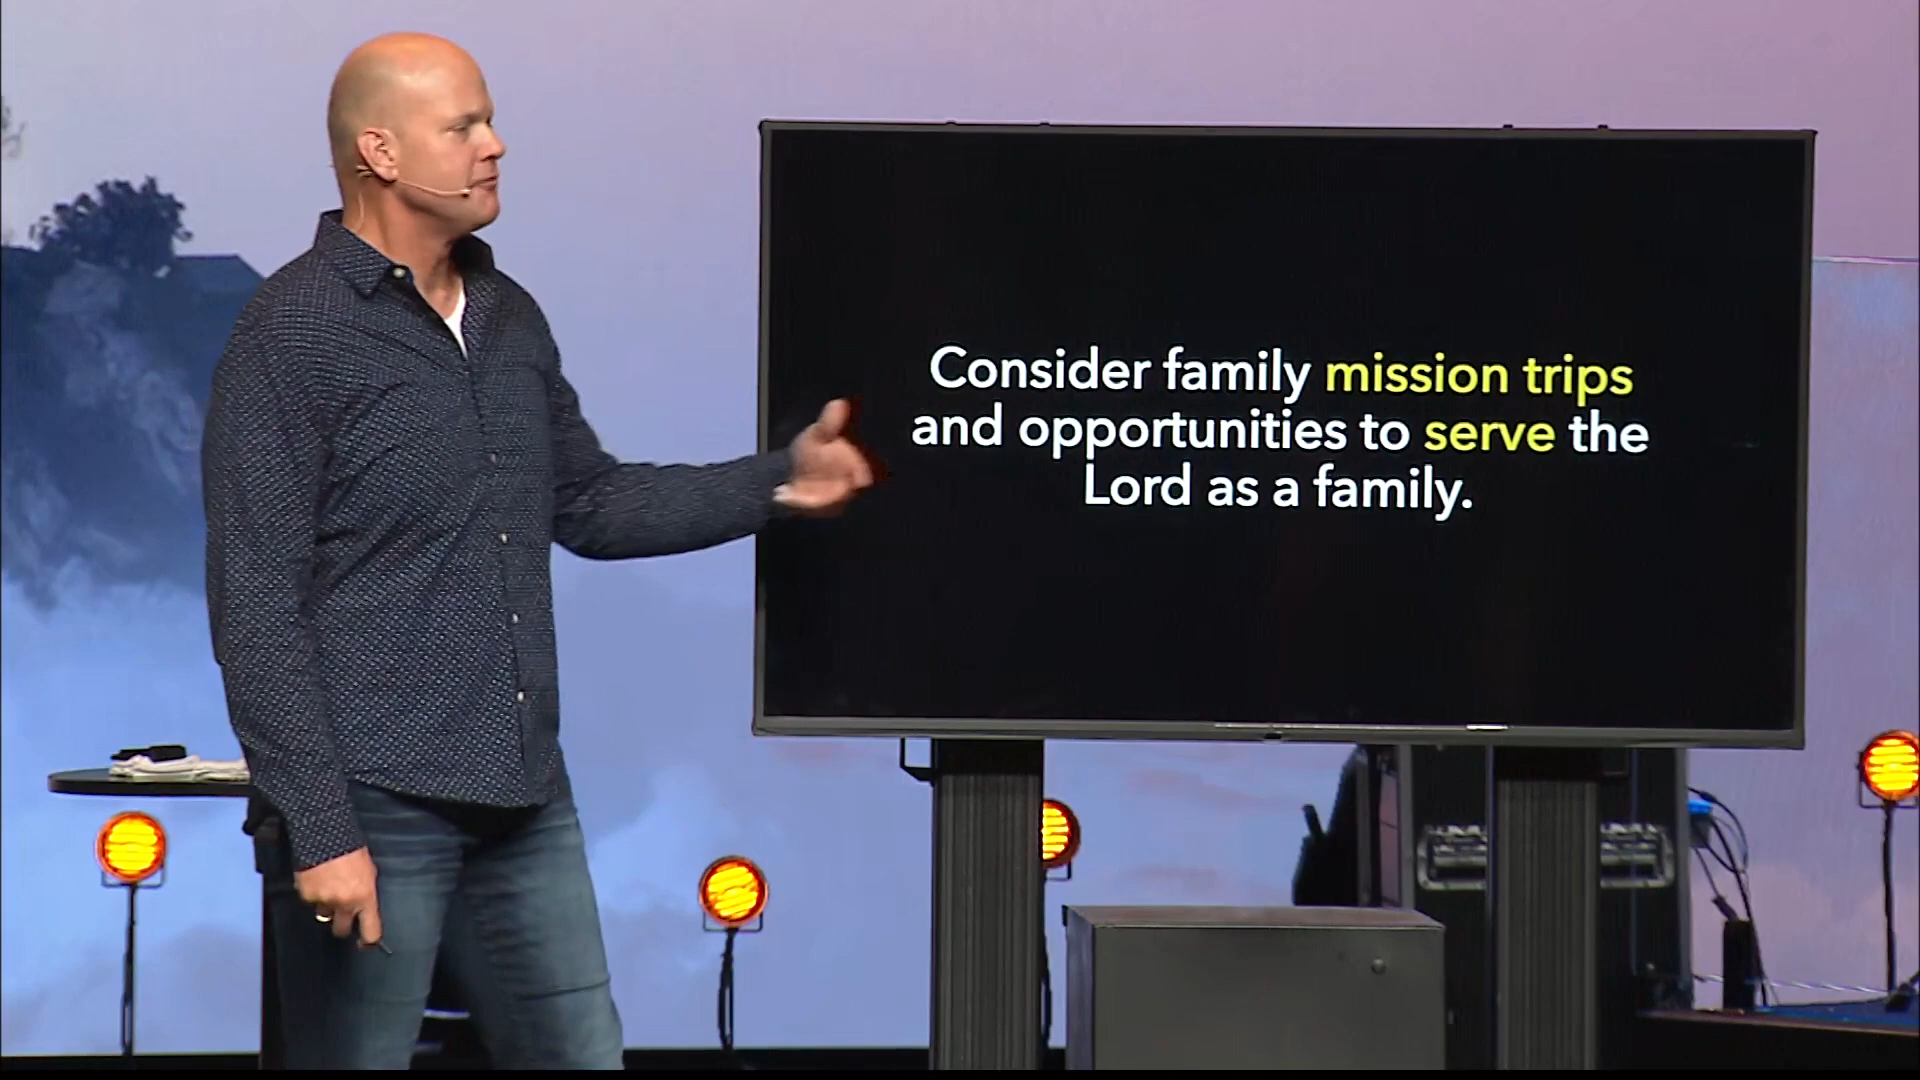 Consider family mission trips
and opportunities to serve the
Lord as a family.